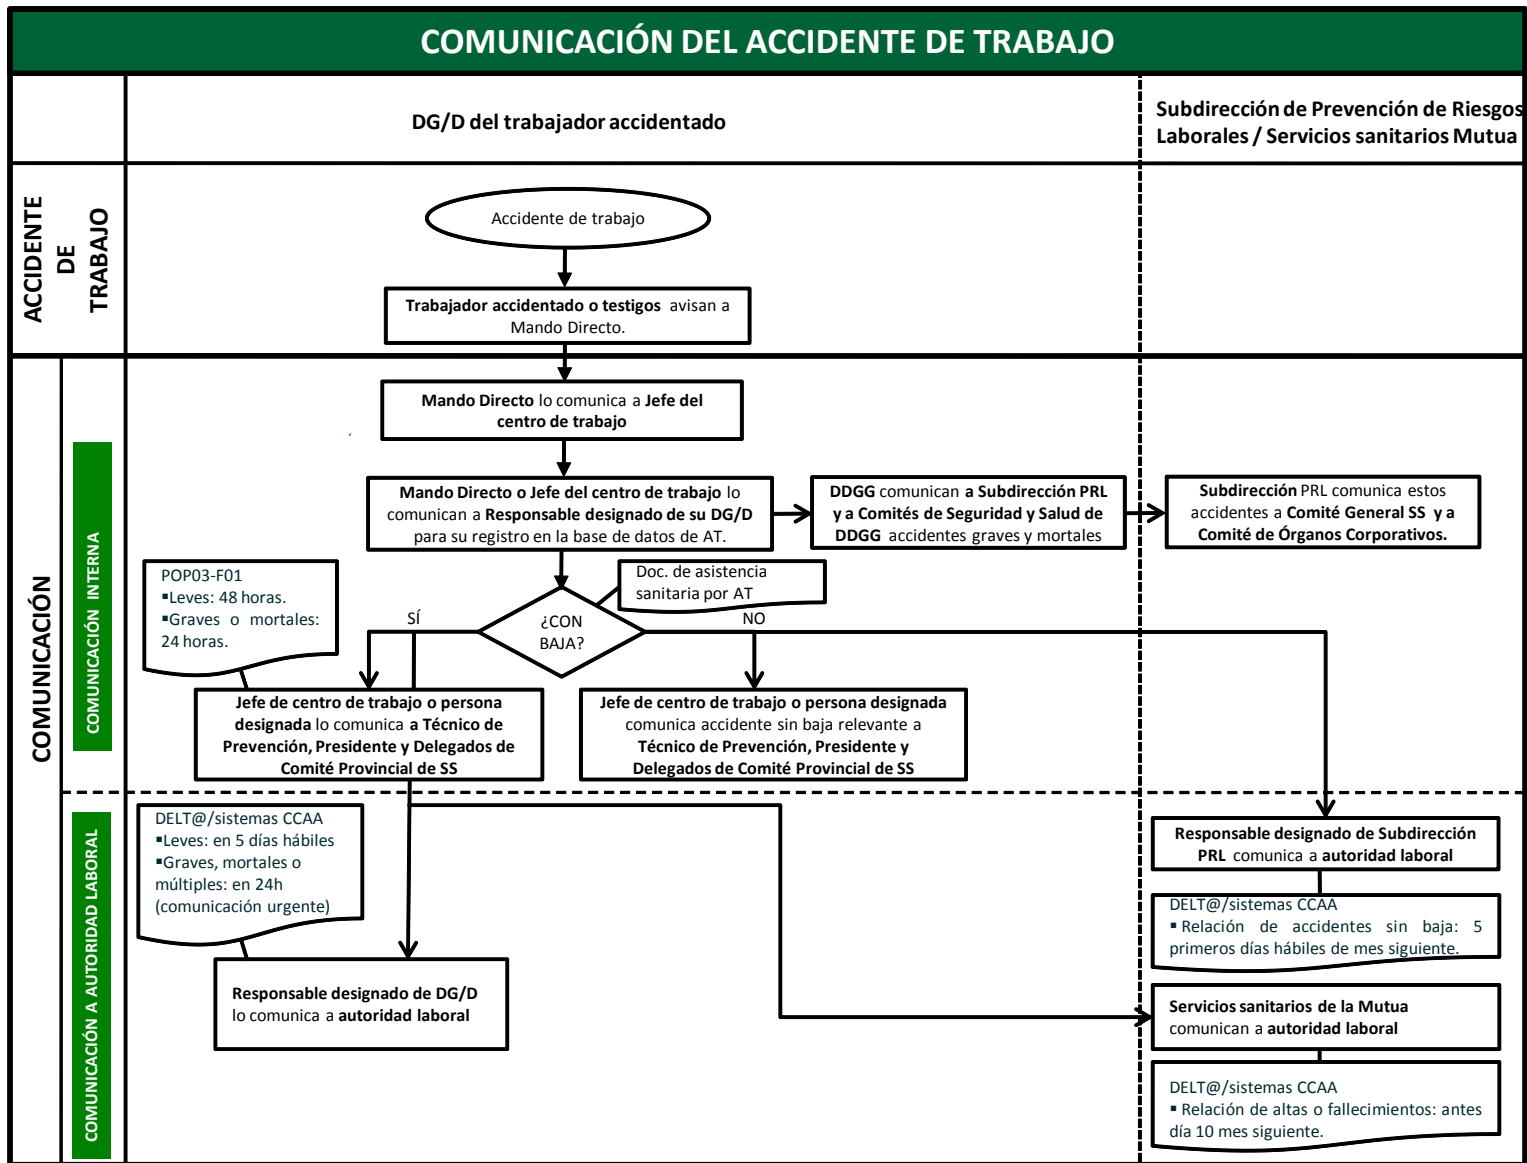 COMUNICACIÓN DEL ACCIDENTE DE TRABAJO
DG/D del trabajador accidentado
Subdirección de Prevención de Riesgos
Laborales / Servicios sanitarios Mutua
ACCIDENTE
DE
TRABAJO
Accidente de trabajo
Trabajador accidentado o testigos avisan a
Mando Directo.
COMUNICACIÓN
COMUNICACIÓN INTERNA
Mando Directo lo comunica a Jefe del
centro de trabajo
Mando Directo o Jefe del centro de trabajo lo
comunican a Responsable designado de su DG/D
para su registro en la base de datos de AT.
DDGG comunican a Subdirección PRL
y a Comités de Seguridad y Salud de
DDGG accidentes graves y mortales
Subdirección PRL comunica estos
accidentes a Comité General SS y a
Comité de Órganos Corporativos.
POP03-F01
▪Leves: 48 horas.
▪Graves o mortales:
24 horas.
Doc. de asistencia
sanitaria por AT
SÍ
¿CON
BAJA?
NO
Jefe de centro de trabajo o persona
designada lo comunica a Técnico de
Prevención, Presidente y Delegados de
Comité Provincial de SS
Jefe de centro de trabajo o persona designada
comunica accidente sin baja relevante a
Técnico de Prevención, Presidente y
Delegados de Comité Provincial de SS
COMUNICACIÓN A AUTORIDAD LABORAL
DELT@/sistemas CCAA
▪Leves: en 5 días hábiles
▪Graves, mortales o
múltiples: en 24h
(comunicación urgente)
Responsable designado de DG/D
lo comunica a autoridad laboral
Responsable designado de Subdirección
PRL comunica a autoridad laboral
DELT@/sistemas CCAA
▪ Relación de accidentes sin baja: 5
primeros días hábiles de mes siguiente.
Servicios sanitarios de la Mutua
comunican a autoridad laboral
DELT@/sistemas CCAA
▪ Relación de altas o fallecimientos: antes
día 10 mes siguiente.